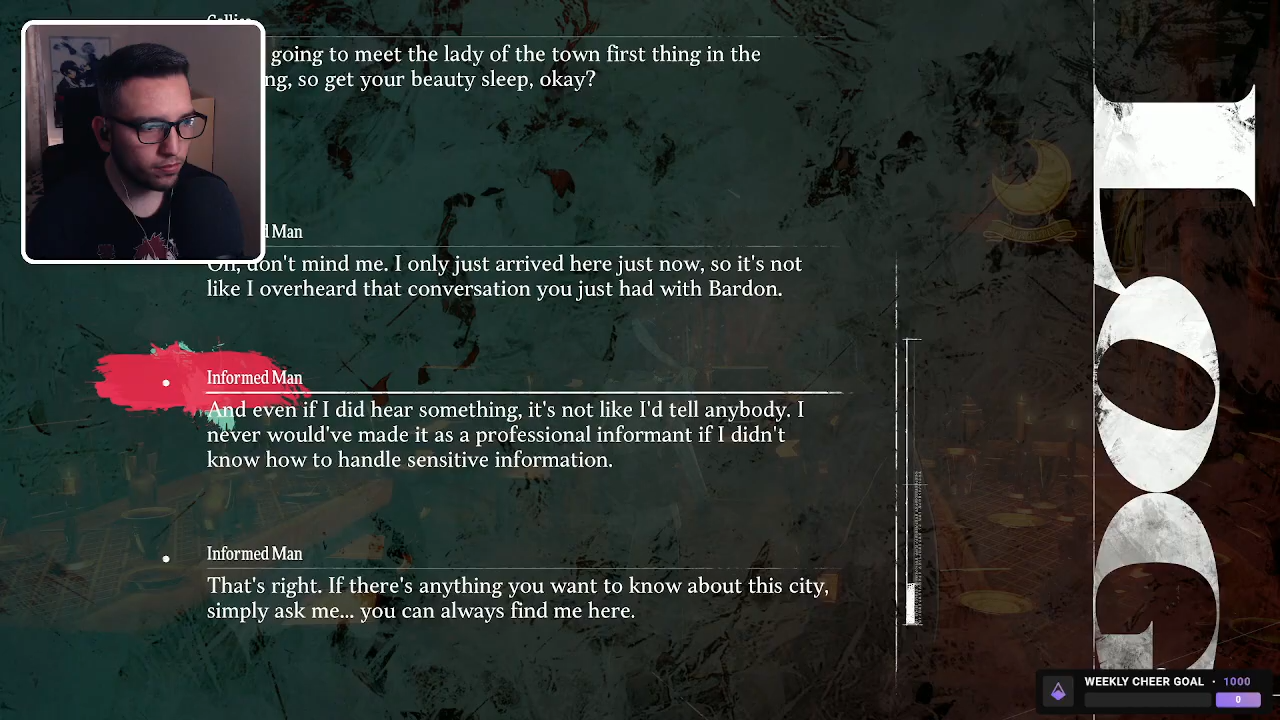 Gallica
going to meet the lady of the town first thing in the
ng, so get your beauty sleep, okay?
d Man
Oh, don't mind me. I only just arrived here just now, so it's not
like I overheard that conversation you just had with Bardon.
Informed Man
And even if I did hear something, it's not like I'd tell anybody. I
never would've made it as a professional informant if I didn't
know how to handle sensitive information.
Informed Man
That's right. If there's anything you want to know about this city,
simply ask me... you can always find me here.
LOG
WEEKLY CHEER GOAL · 1000
0